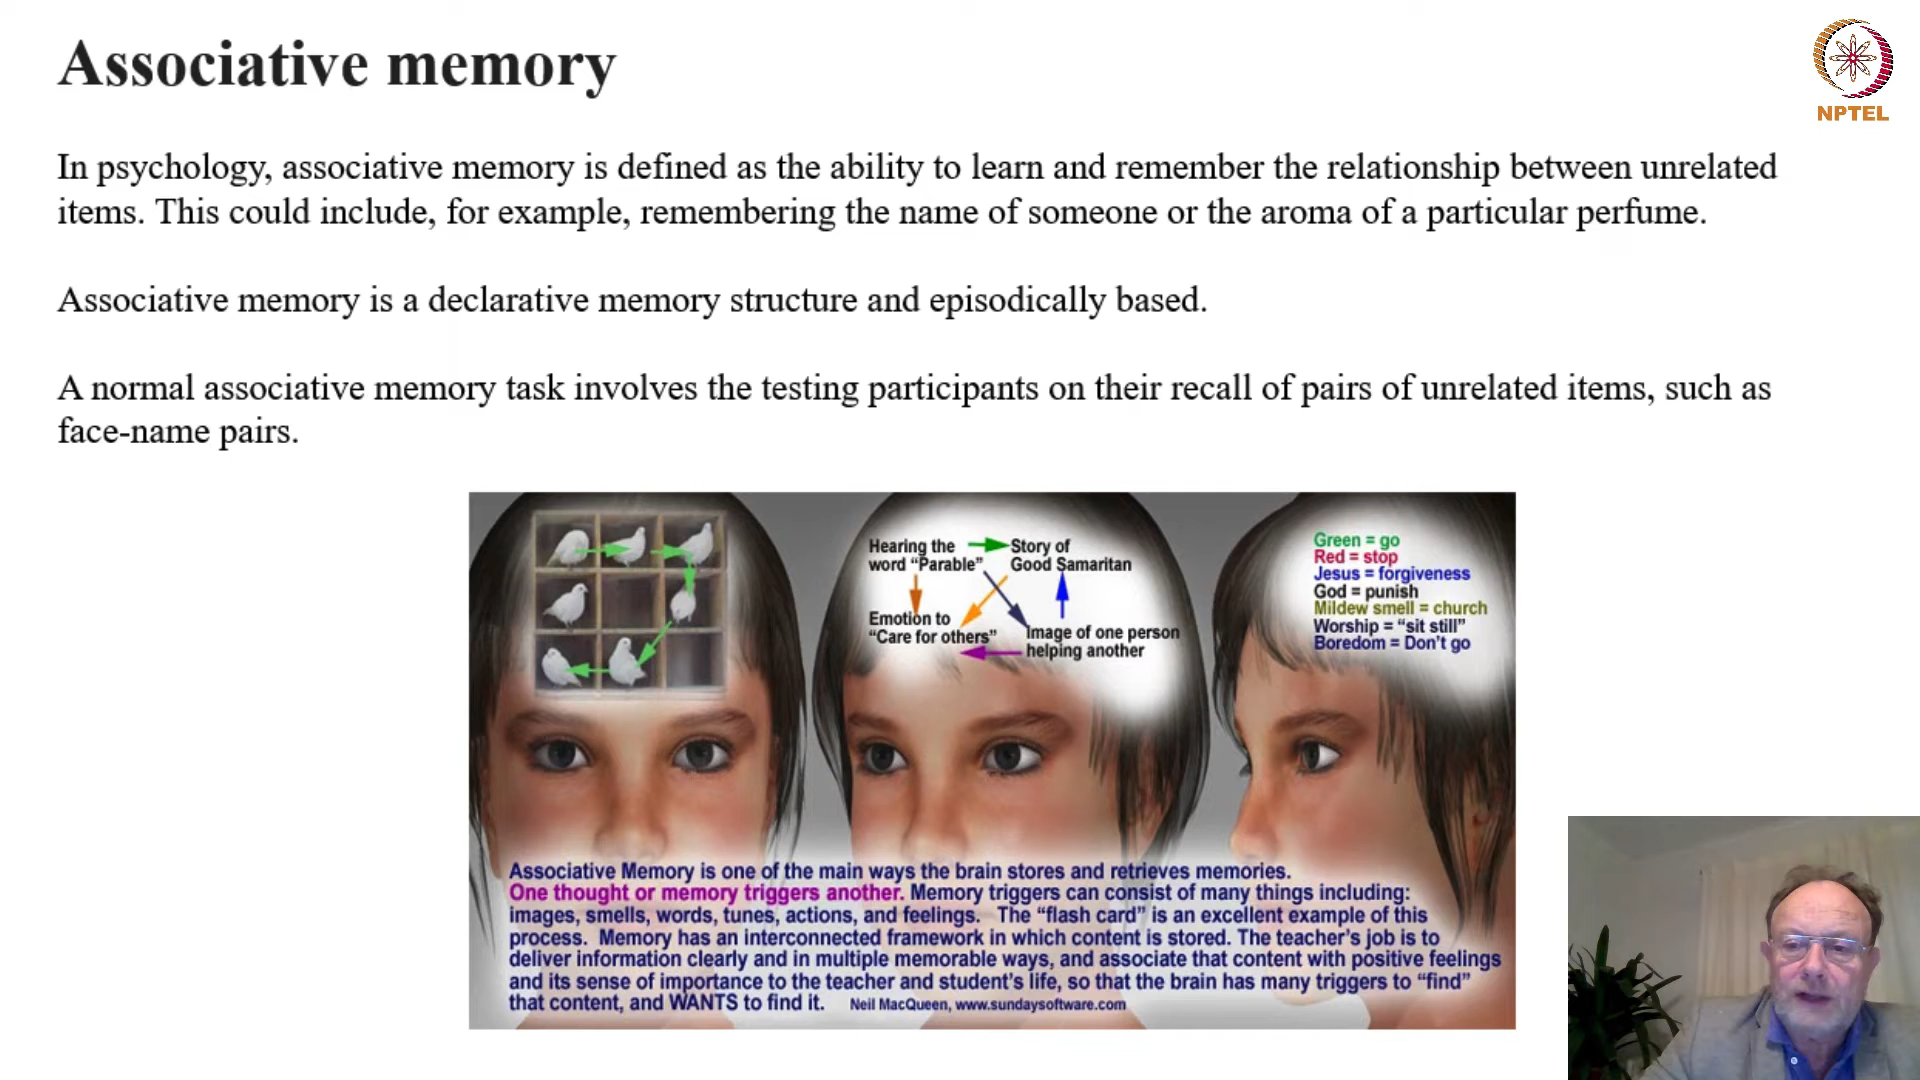 Associative memory
NPTEL
In psychology, associative memory is defined as the ability to learn and remember the relationship between unrelated
items. This could include, for example, remembering the name of someone or the aroma of a particular perfume.
Associative memory is a declarative memory structure and episodically based.
A normal associative memory task involves the testing participants on their recall of pairs of unrelated items, such as
face-name pairs.
Hearing the
word “Parable”
Story of
Good Samaritan
Emotion to
“Care for others”
Image of one person
helping another
Green = go
Red = stop
Jesus = forgiveness
God = punish
Mildew smell = church
Worship = “sit still”
Boredom = Don’t go
Associative Memory is one of the main ways the brain stores and retrieves memories.
One thought or memory triggers another. Memory triggers can consist of many things including:
images, smells, words, tunes, actions, and feelings. The “flash card” is an excellent example of this
process. Memory has an interconnected framework in which content is stored. The teacher’s job is to
deliver information clearly and in multiple memorable ways, and associate that content with positive feelings
and its sense of importance to the teacher and student’s life, so that the brain has many triggers to “find”
that content, and WANTS to find it. Neil MacQueen, www.sundaysoftware.com